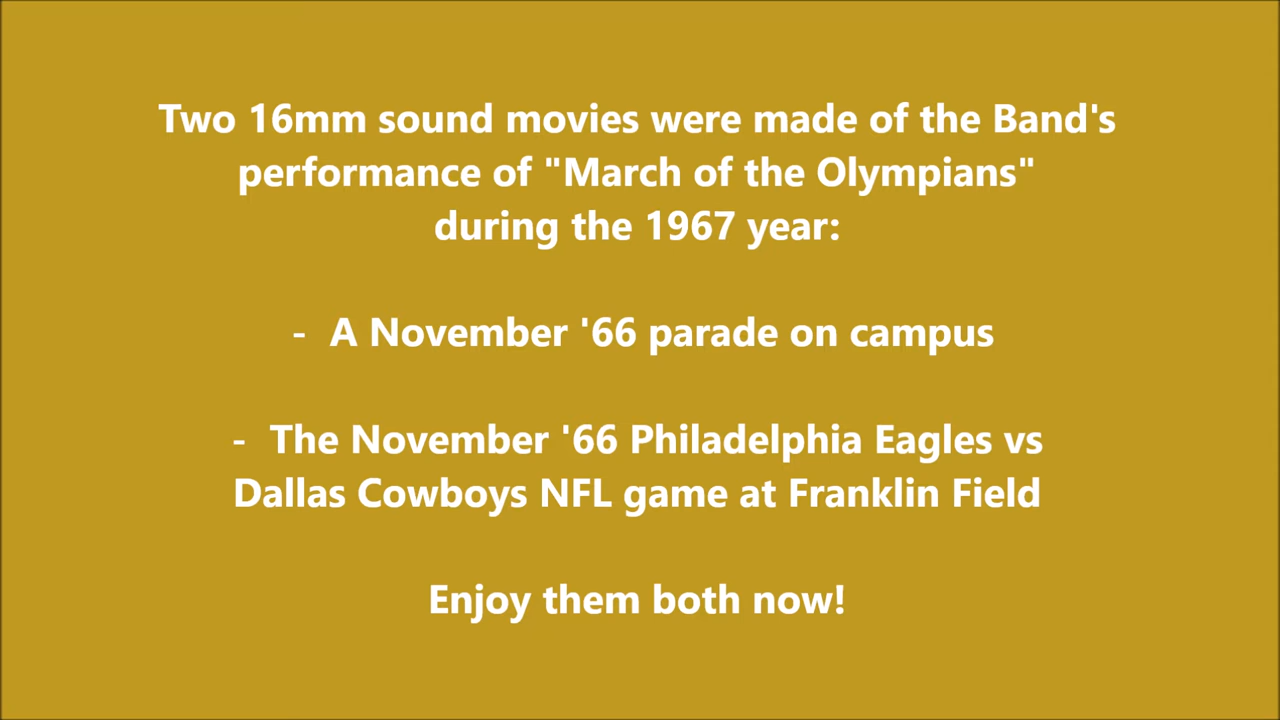 Two 16mm sound movies were made of the Band's
performance of "March of the Olympians"
during the 1967 year:
- A November '66 parade on campus
- The November '66 Philadelphia Eagles vs
Dallas Cowboys NFL game at Franklin Field
Enjoy them both now!